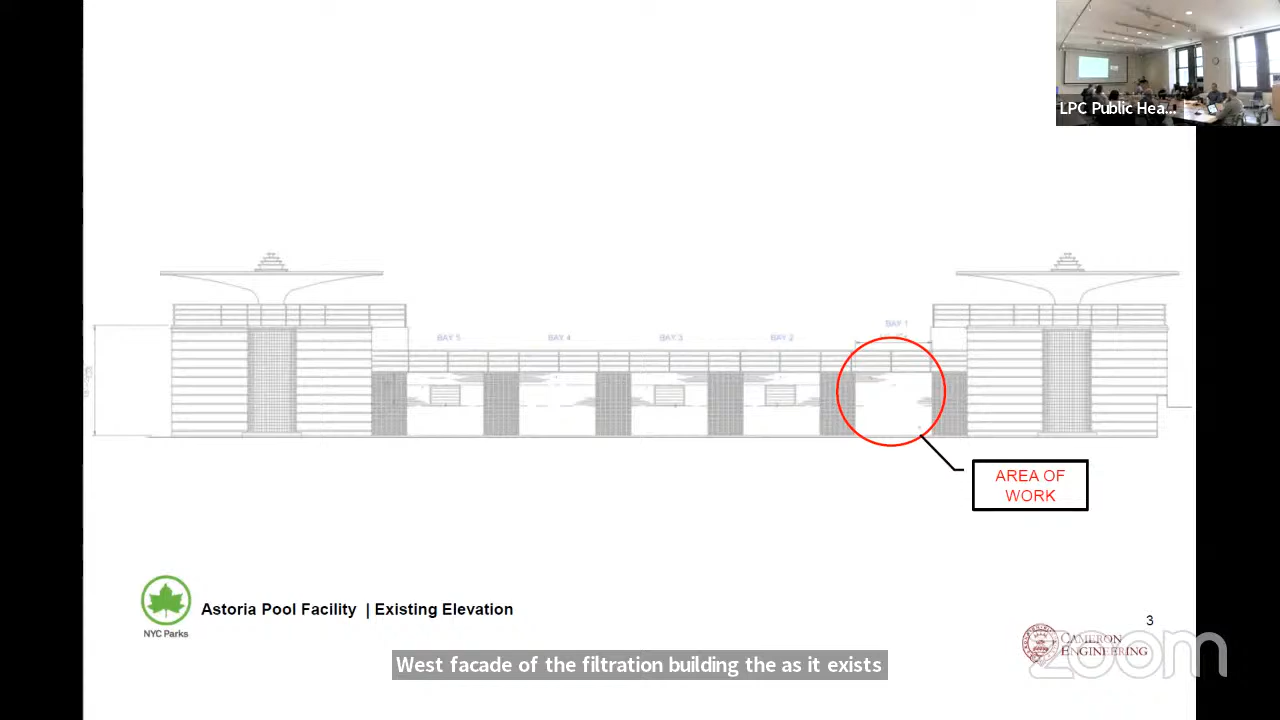 LPC Public Hea...
BAY 5
BAY 4
BAY 3
BAY 2
BAY 1
AREA OF
WORK
NYC Parks
Astoria Pool Facility | Existing Elevation
3
CAMERON
ENGINEERING
zoom
West facade of the filtration building the as it exists